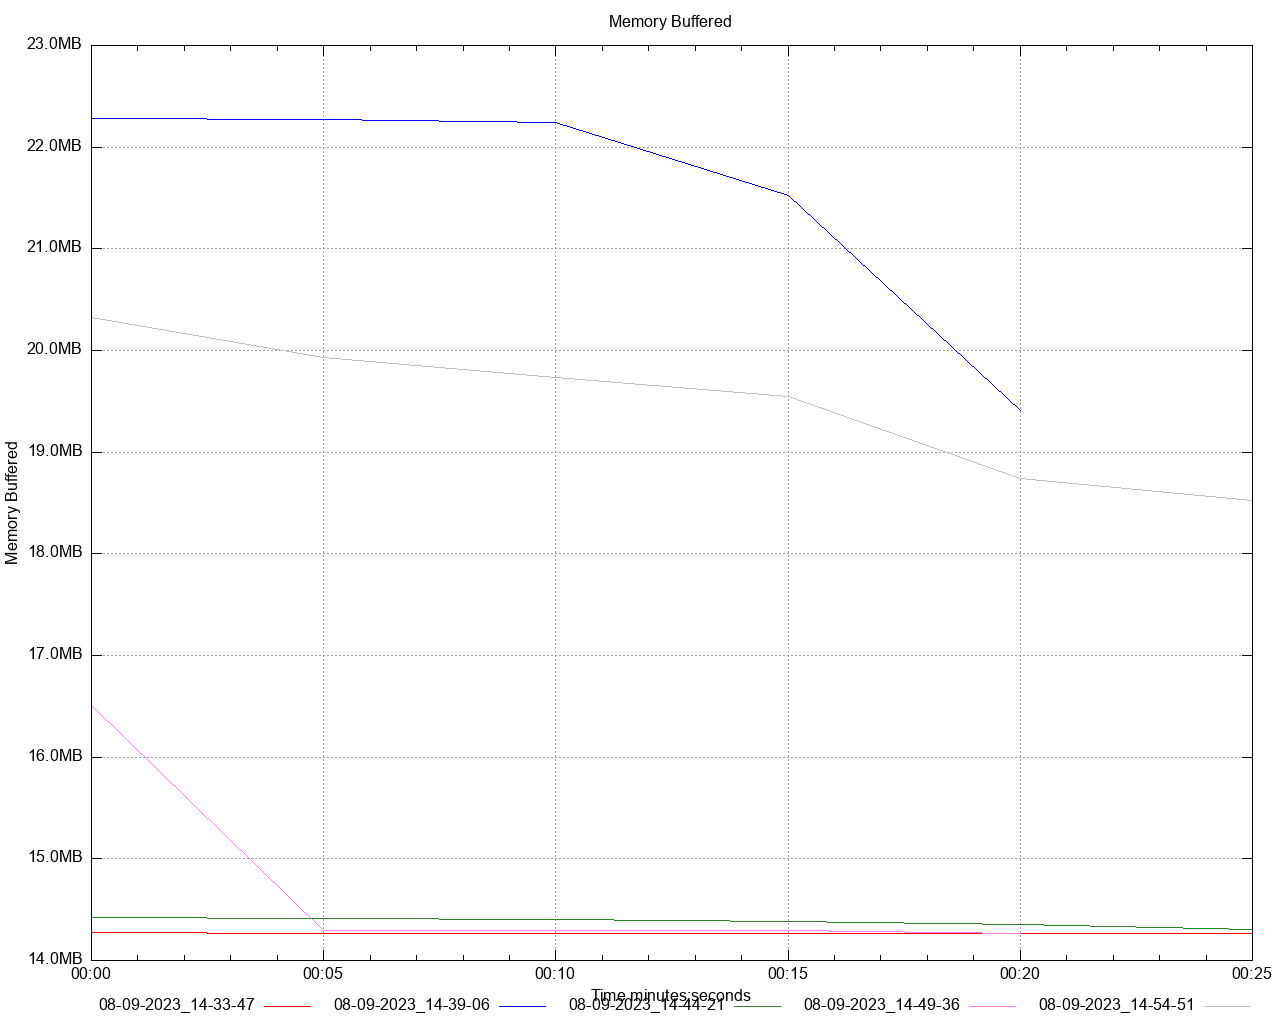 Memory Buffered
23.0MB
22.0MB
21.0MB
20.0MB
19.0MB
18.0MB
17.0MB
16.0MB
15.0MB
14.0MB
Memory Buffered
00:00 00:05 00:10 00:15 00:20 00:25
Time minutes:seconds
08-09-2023_14-33-47 08-09-2023_14-39-06 08-09-2023_14-44-21 08-09-2023_14-49-36 08-09-2023_14-54-51